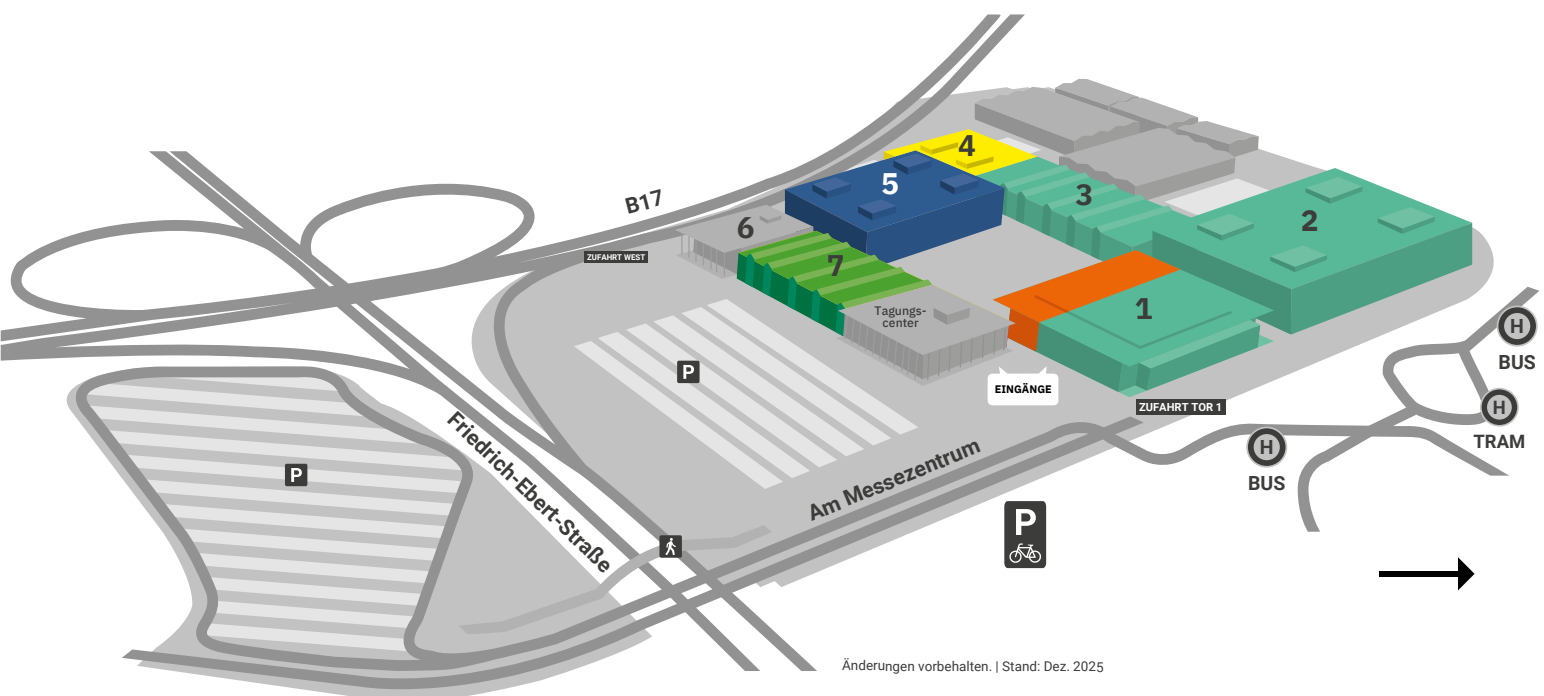 4
5
3
2
B17
6
ZUFAHRT WEST
7
Tagungs-
center
1
H
BUS
P
EINGÄNGE
ZUFAHRT TOR 1
H
TRAM
H
BUS
Friedrich-Ebert-Straße
P
Am Messezentrum
P
Änderungen vorbehalten. | Stand: Dez. 2025